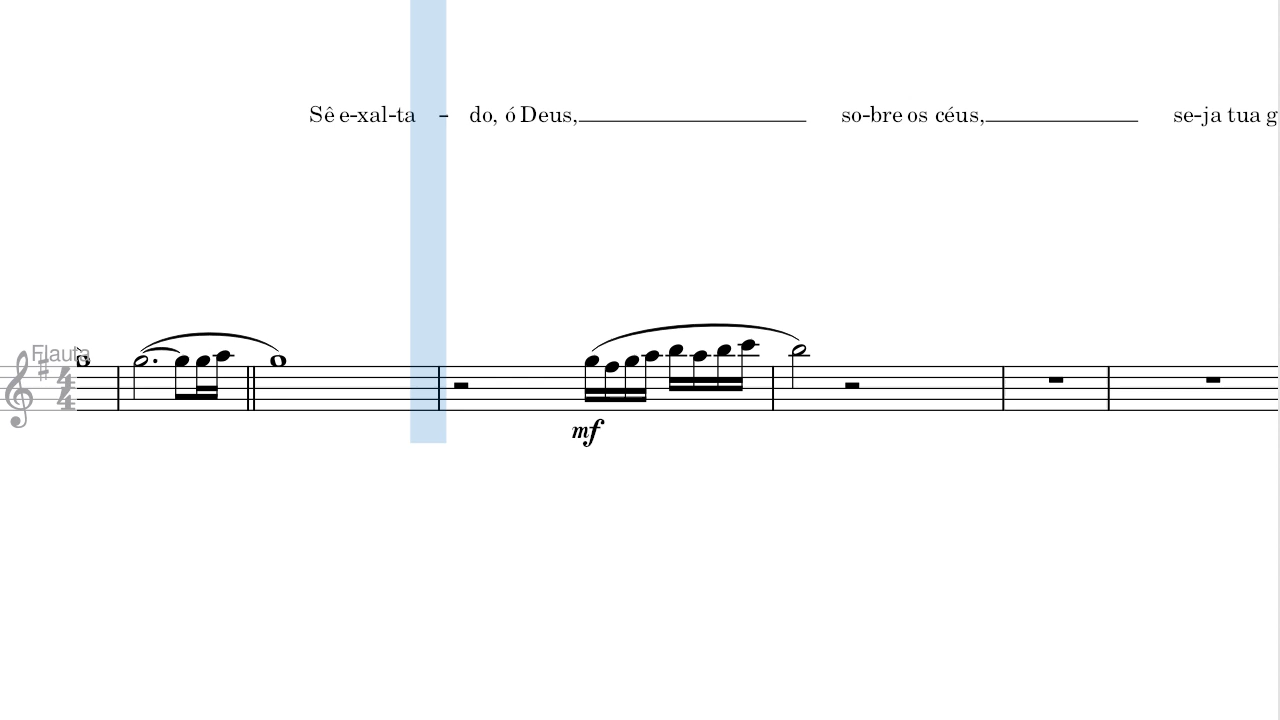 Sê e-xal-ta - do, ó Deus, so-bre os céus, se-ja tua g
Flauta
mf